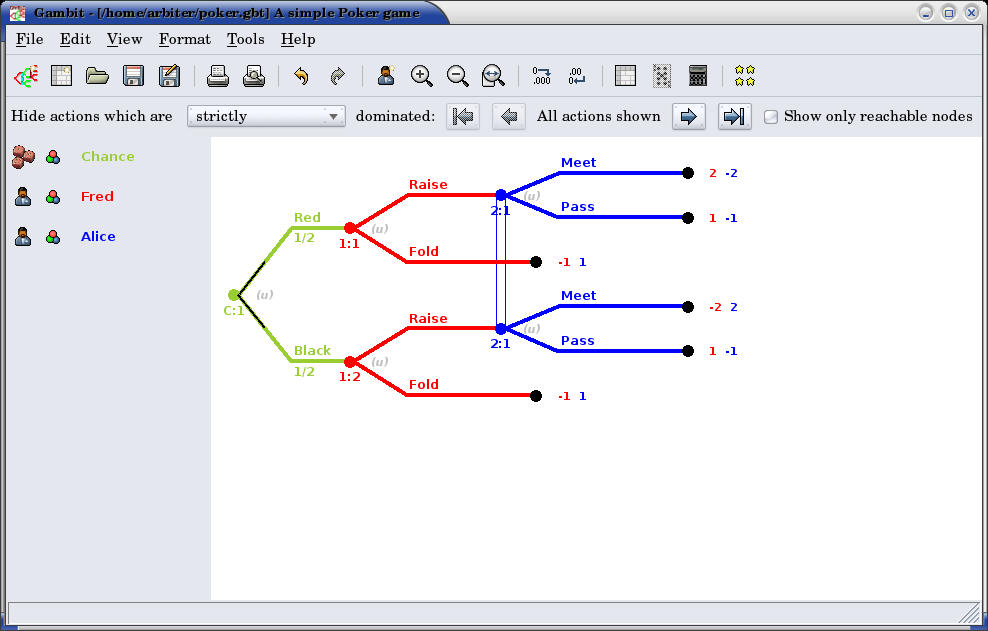 Gambit - [/home/arbiter/poker.gbt] A simple Poker game
File Edit View Format Tools Help
.000 .00
Hide actions which are strictly dominated: All actions shown Show only reachable nodes
Chance
Fred
Alice
Meet
2 -2
Raise
(u)
2:1
Pass
1 -1
Red
1/2
(u)
1:1
Fold
-1 1
(u)
C:1
Meet
-2 2
Raise
(u)
2:1
Pass
1 -1
Black
1/2
(u)
1:2
Fold
-1 1